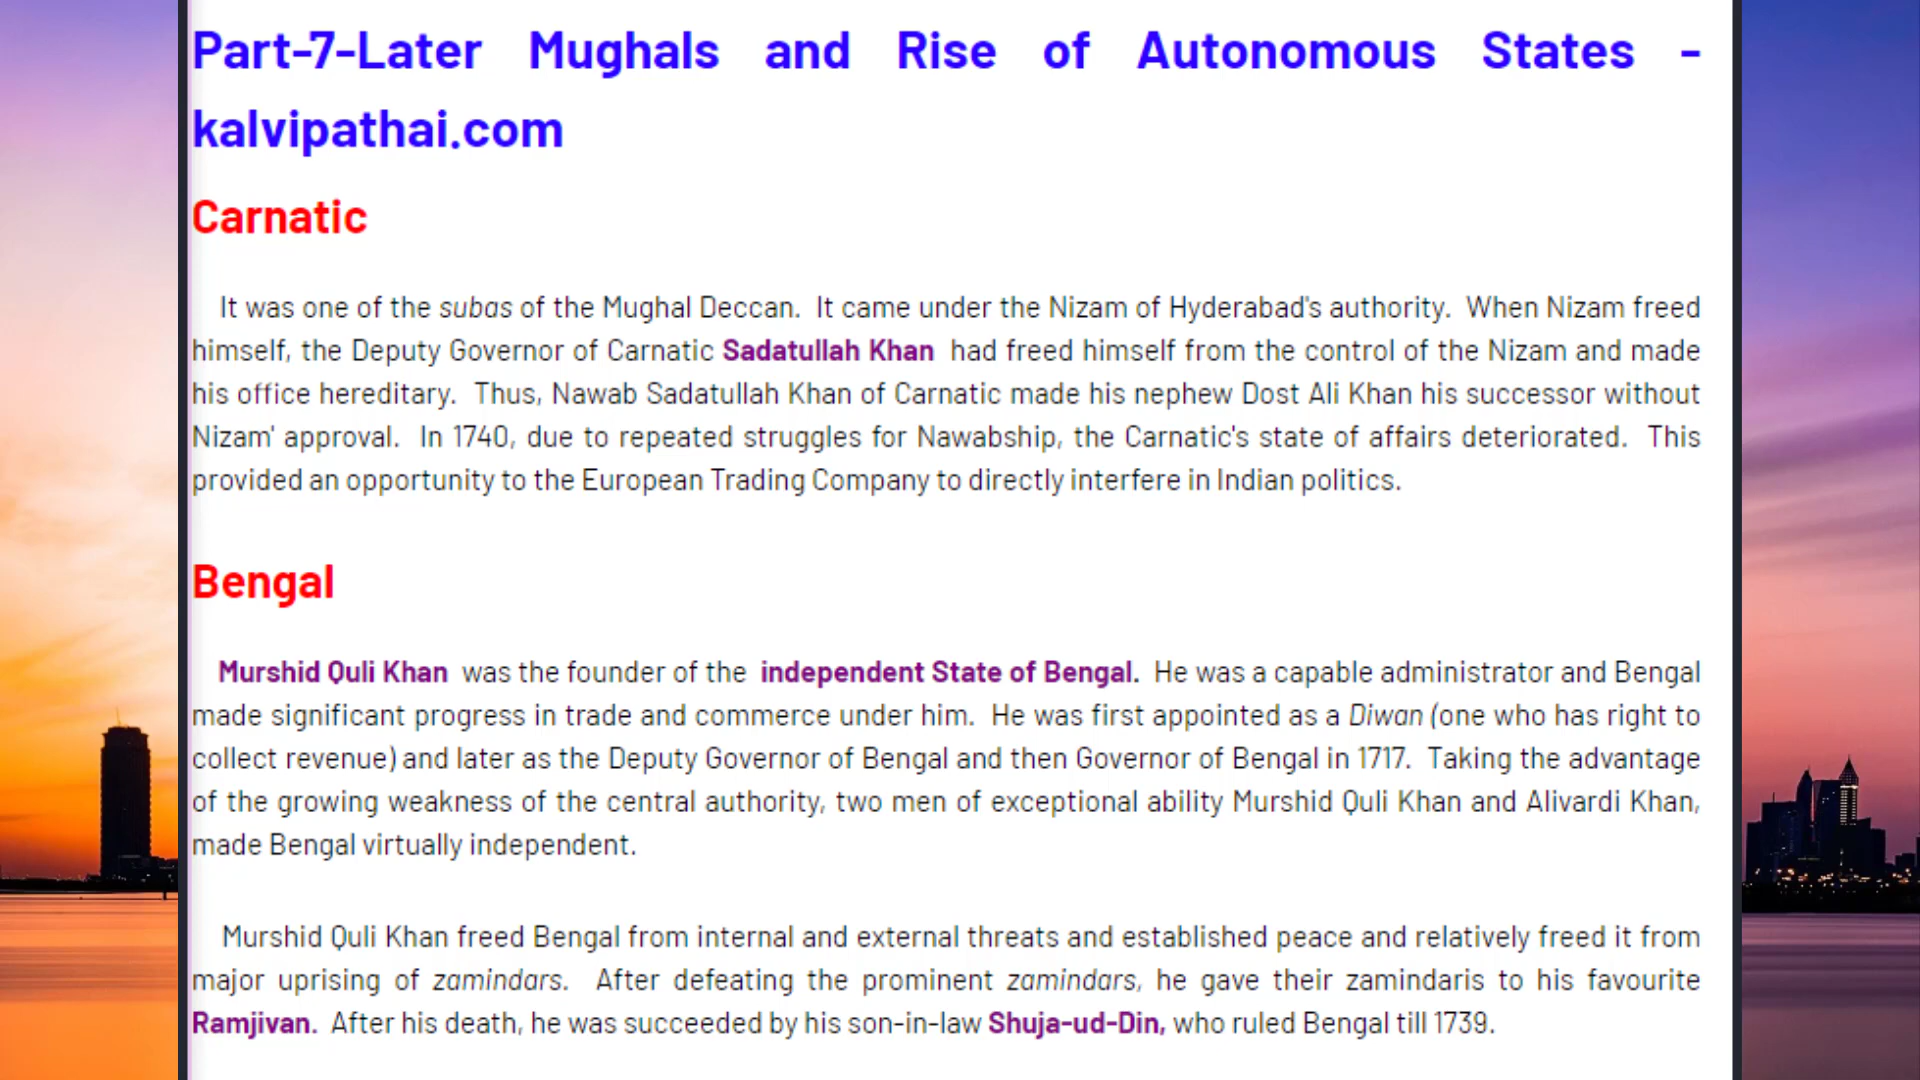 Part-7-Later Mughals and Rise of Autonomous States -
kalvipathai.com
Carnatic
It was one of the subas of the Mughal Deccan. It came under the Nizam of Hyderabad's authority. When Nizam freed
himself, the Deputy Governor of Carnatic Sadatullah Khan had freed himself from the control of the Nizam and made
his office hereditary. Thus, Nawab Sadatullah Khan of Carnatic made his nephew Dost Ali Khan his successor without
Nizam' approval. In 1740, due to repeated struggles for Nawabship, the Carnatic's state of affairs deteriorated. This
provided an opportunity to the European Trading Company to directly interfere in Indian politics.
Bengal
Murshid Quli Khan was the founder of the independent State of Bengal. He was a capable administrator and Bengal
made significant progress in trade and commerce under him. He was first appointed as a Diwan (one who has right to
collect revenue) and later as the Deputy Governor of Bengal and then Governor of Bengal in 1717. Taking the advantage
of the growing weakness of the central authority, two men of exceptional ability Murshid Quli Khan and Alivardi Khan,
made Bengal virtually independent.
Murshid Quli Khan freed Bengal from internal and external threats and established peace and relatively freed it from
major uprising of zamindars. After defeating the prominent zamindars, he gave their zamindaris to his favourite
Ramjivan. After his death, he was succeeded by his son-in-law Shuja-ud-Din, who ruled Bengal till 1739.